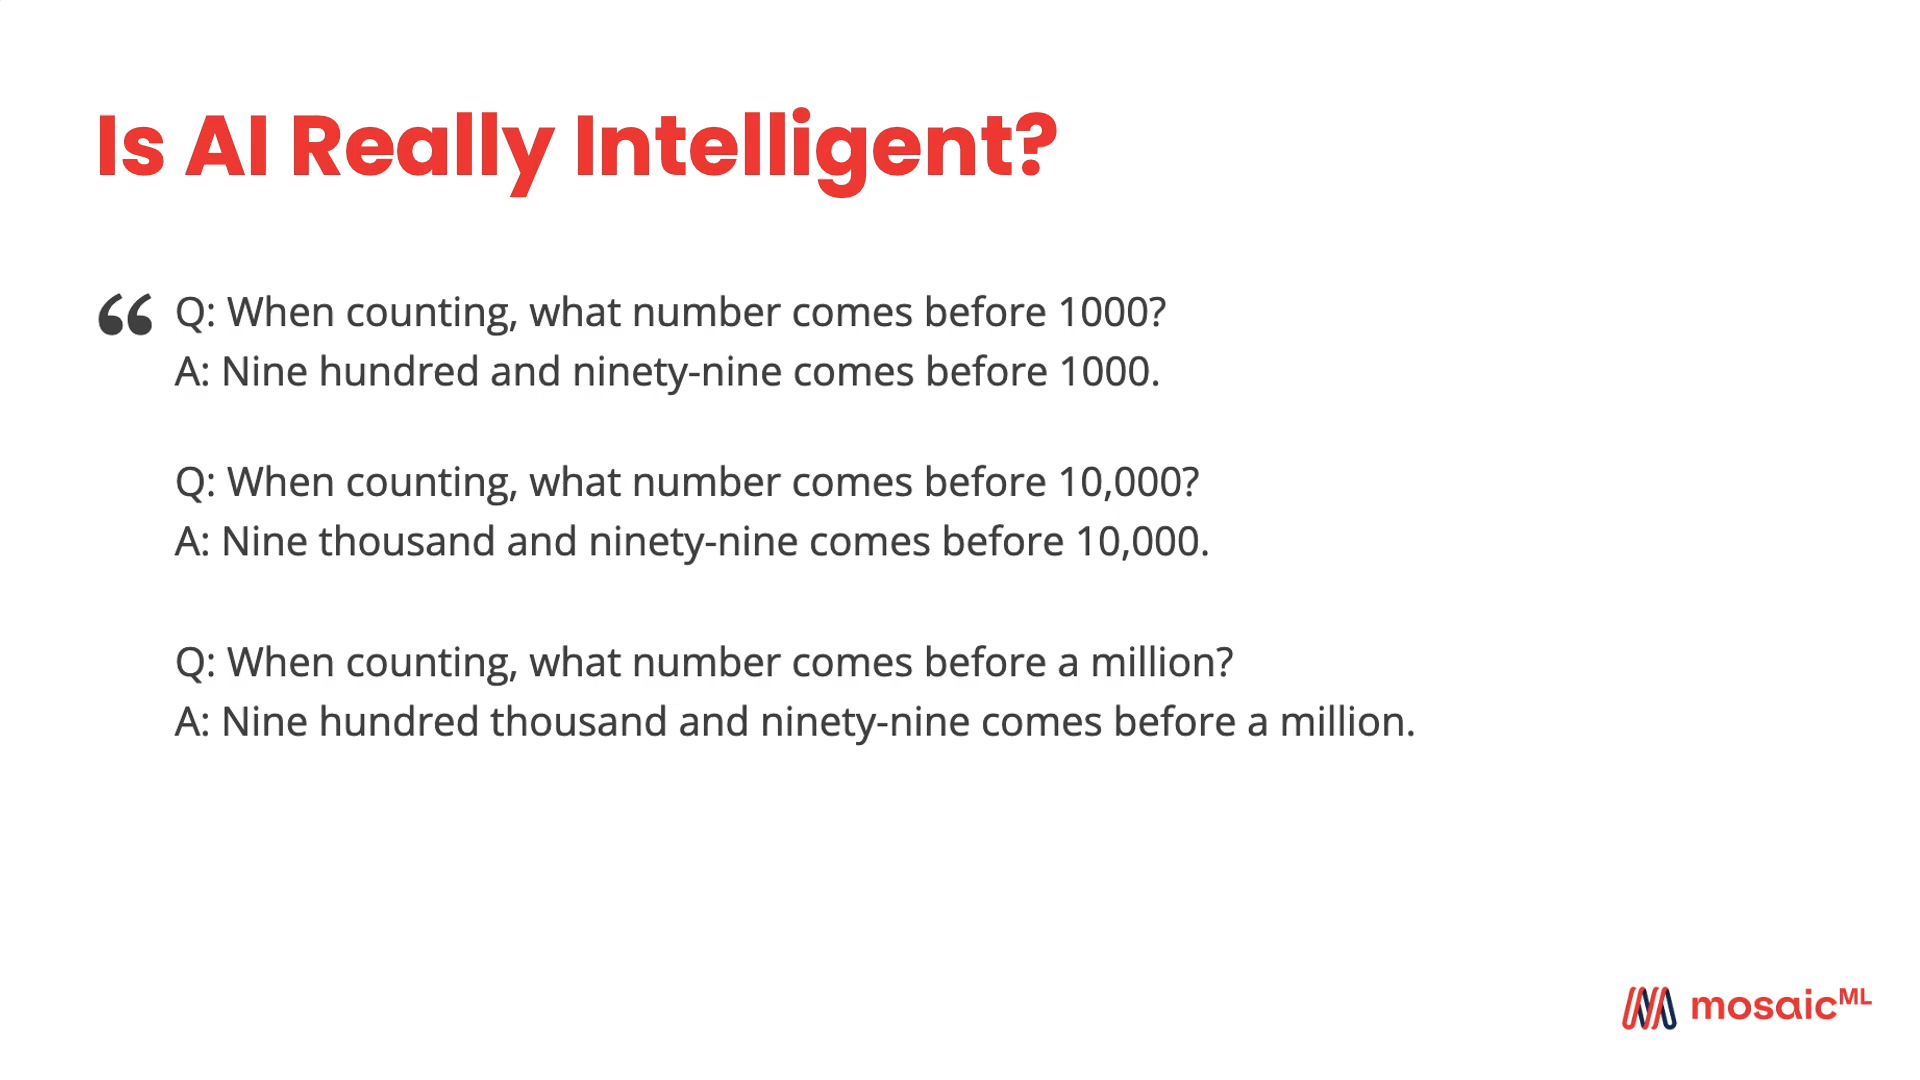 Is AI Really Intelligent?
“ Q: When counting, what number comes before 1000?
A: Nine hundred and ninety-nine comes before 1000.
Q: When counting, what number comes before 10,000?
A: Nine thousand and ninety-nine comes before 10,000.
Q: When counting, what number comes before a million?
A: Nine hundred thousand and ninety-nine comes before a million.
mosaicML